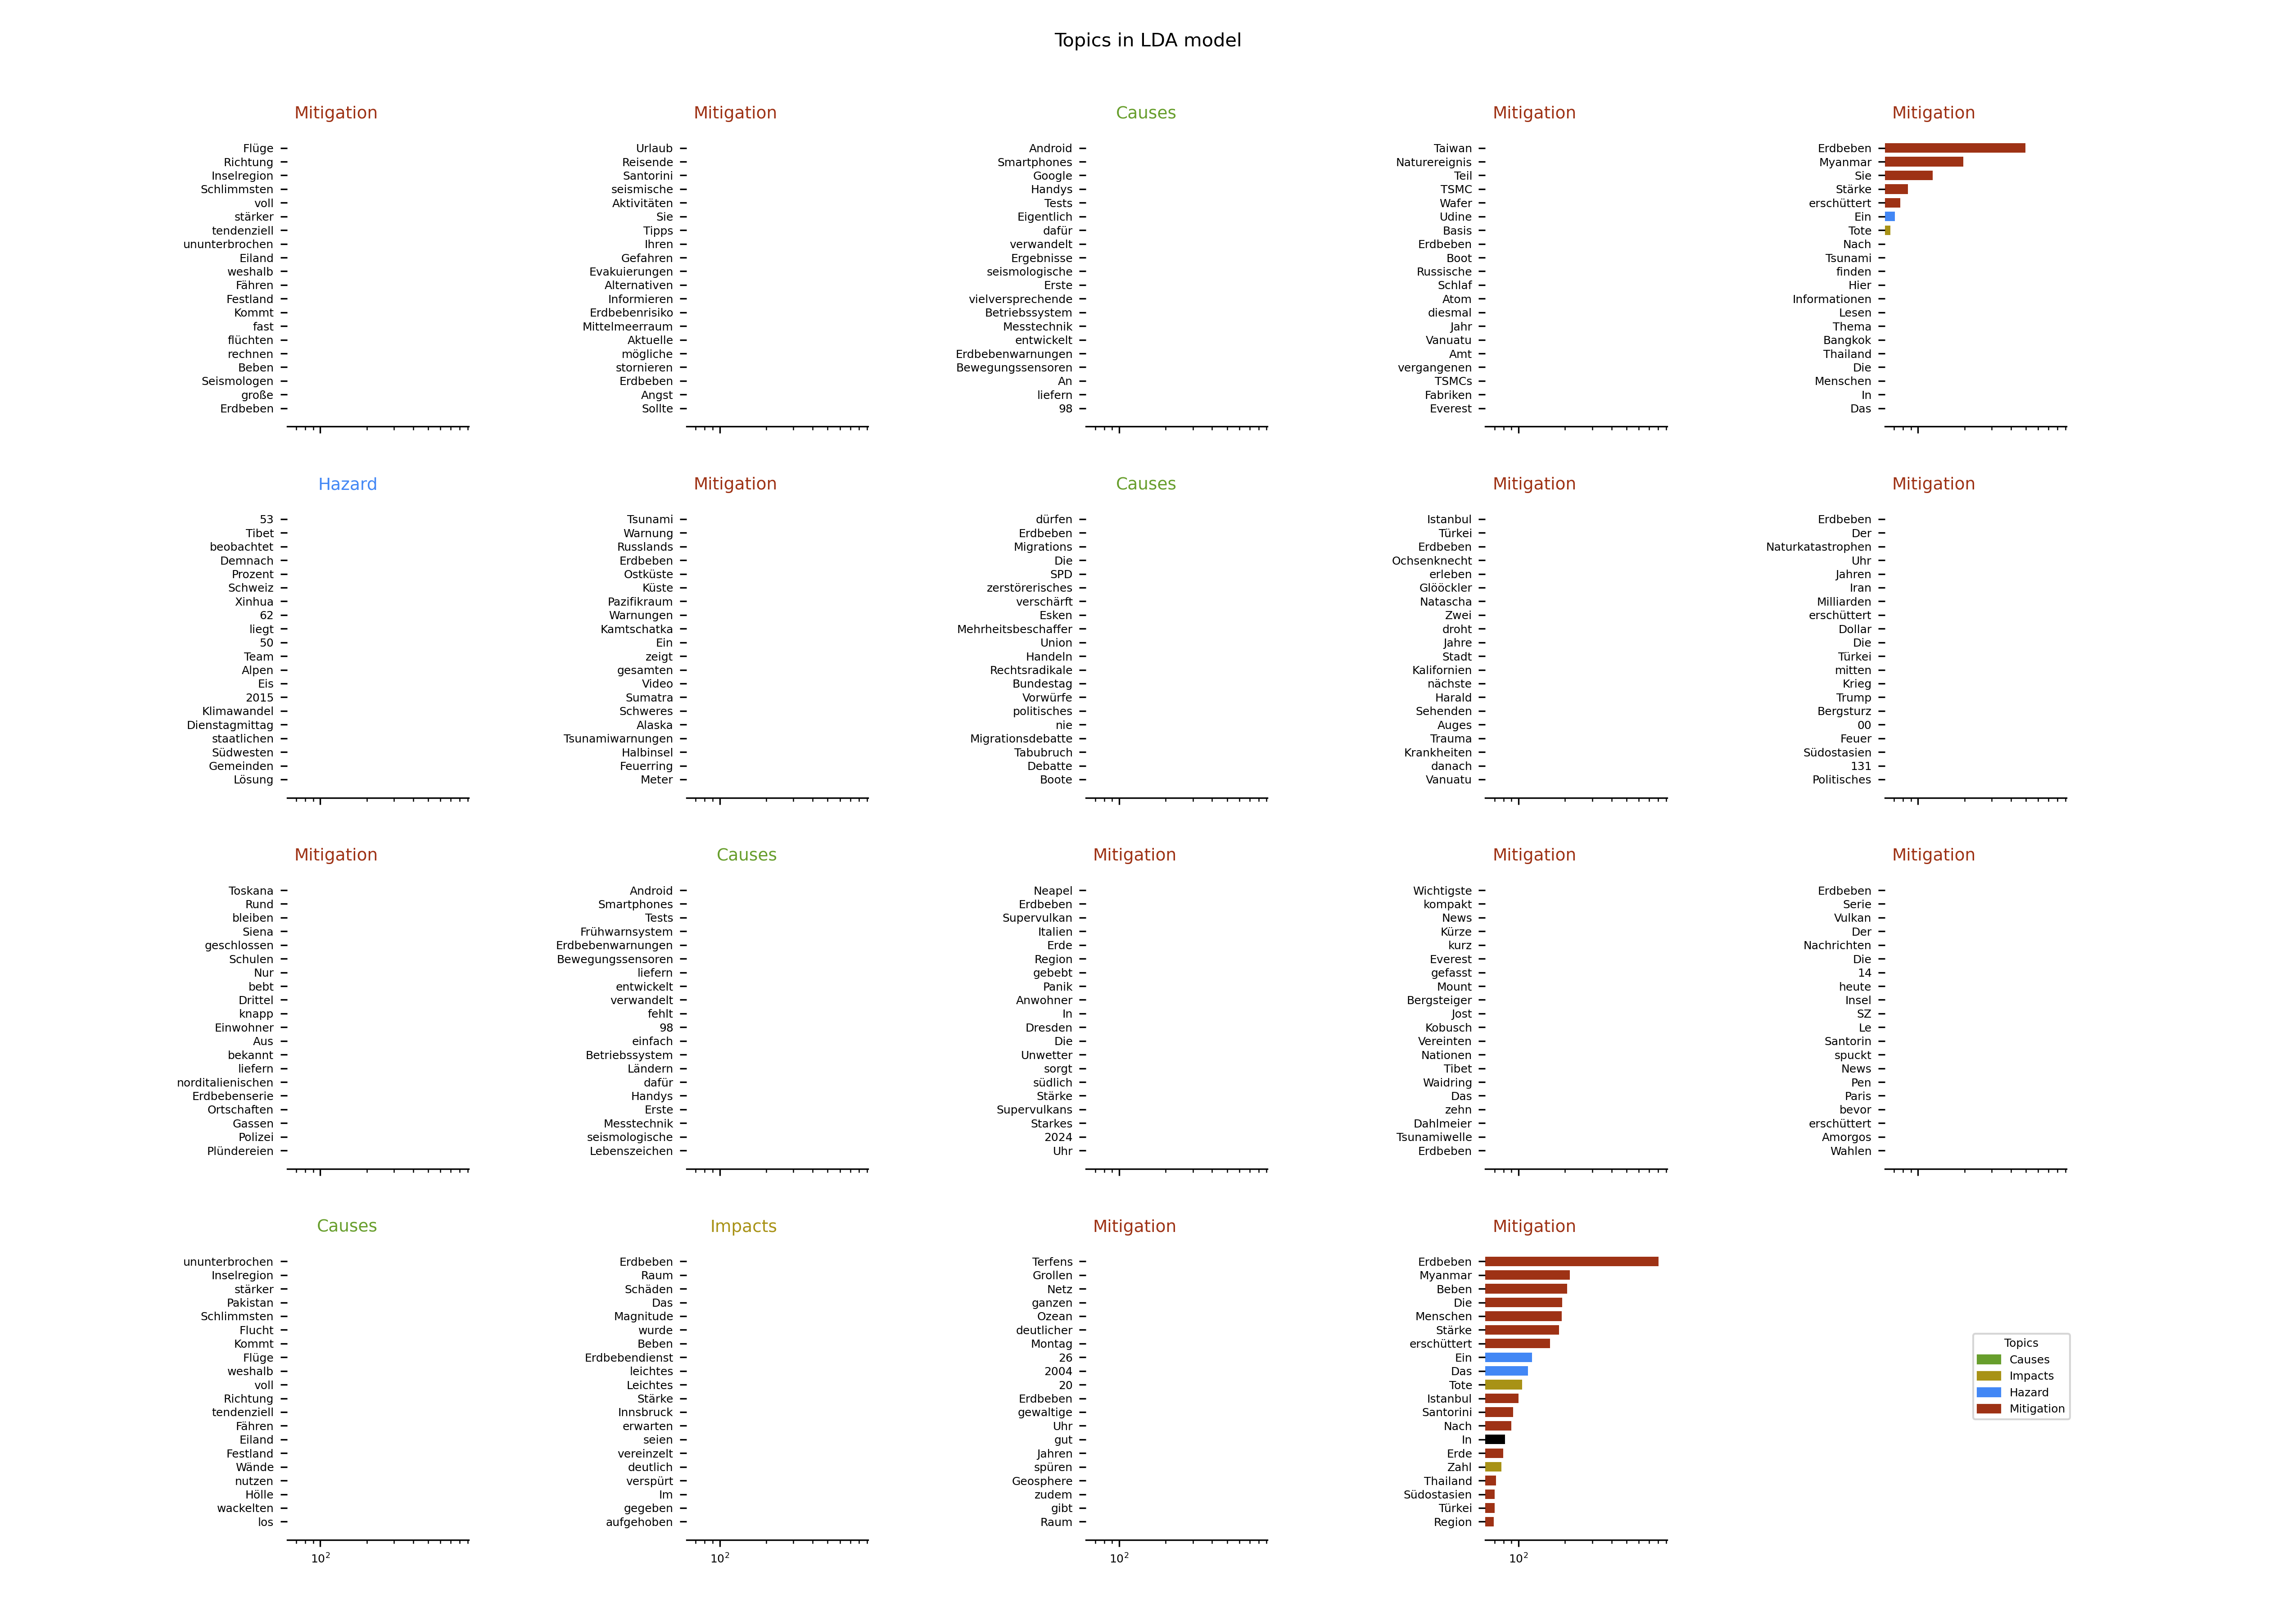 Topics in LDA model
Mitigation
Flüge
Richtung
Inselregion
Schlimmsten
voll
stärker
tendenziell
ununterbrochen
Eiland
weshalb
Fähren
Festland
Kommt
fast
flüchten
rechnen
Beben
Seismologen
große
Erdbeben
Mitigation
Urlaub
Reisende
Santorini
seismische
Aktivitäten
Sie
Tipps
Ihren
Gefahren
Evakuierungen
Alternativen
Informieren
Erdbebenrisiko
Mittelmeerraum
Aktuelle
mögliche
stornieren
Erdbeben
Angst
Sollte
Causes
Android
Smartphones
Google
Handys
Tests
Eigentlich
dafür
verwandelt
Ergebnisse
seismologische
Erste
vielversprechende
Betriebssystem
Messtechnik
entwickelt
Erdbebenwarnungen
Bewegungssensoren
An
liefern
98
Mitigation
Taiwan
Naturereignis
Teil
TSMC
Wafer
Udine
Basis
Erdbeben
Boot
Russische
Schlaf
Atom
diesmal
Jahr
Vanuatu
Amt
vergangenen
TSMCs
Fabriken
Everest
Mitigation
Erdbeben
Myanmar
Sie
Stärke
erschüttert
Ein
Tote
Nach
Tsunami
finden
Hier
Informationen
Lesen
Thema
Bangkok
Thailand
Die
Menschen
In
Das
Hazard
53
Tibet
beobachtet
Demnach
Prozent
Schweiz
Xinhua
62
liegt
50
Team
Alpen
Eis
2015
Klimawandel
Dienstagmittag
staatlichen
Südwesten
Gemeinden
Lösung
Mitigation
Tsunami
Warnung
Russlands
Erdbeben
Ostküste
Küste
Pazifikraum
Warnungen
Kamtschatka
Ein
zeigt
gesamten
Video
Sumatra
Schweres
Alaska
Tsunamiwarnungen
Halbinsel
Feuerring
Meter
Causes
dürfen
Erdbeben
Migrations
Die
SPD
zerstörerisches
verschärft
Esken
Mehrheitsbeschaffer
Union
Handeln
Rechtsradikale
Bundestag
Vorwürfe
politisches
nie
Migrationsdebatte
Tabubruch
Debatte
Boote
Mitigation
Istanbul
Türkei
Erdbeben
Ochsenknecht
erleben
Glööckler
Natascha
Zwei
droht
Jahre
Stadt
Kalifornien
nächste
Harald
Sehenden
Auges
Trauma
Krankheiten
danach
Vanuatu
Mitigation
Erdbeben
Der
Naturkatastrophen
Uhr
Jahren
Iran
Milliarden
erschüttert
Dollar
Die
Türkei
mitten
Krieg
Trump
Bergsturz
00
Feuer
Südostasien
131
Politisches
Mitigation
Toskana
Rund
bleiben
Siena
geschlossen
Schulen
Nur
bebt
Drittel
knapp
Einwohner
Aus
bekannt
liefern
norditalienischen
Erdbebenserie
Ortschaften
Gassen
Polizei
Plündereien
Causes
Android
Smartphones
Tests
Frühwarnsystem
Erdbebenwarnungen
Bewegungssensoren
liefern
entwickelt
verwandelt
fehlt
98
einfach
Betriebssystem
Ländern
dafür
Handys
Erste
Messtechnik
seismologische
Lebenszeichen
Mitigation
Neapel
Erdbeben
Supervulkan
Italien
Erde
Region
gebebt
Panik
Anwohner
In
Dresden
Die
Unwetter
sorgt
südlich
Stärke
Supervulkans
Starkes
2024
Uhr
Mitigation
Wichtigste
kompakt
News
Kürze
kurz
Everest
gefasst
Mount
Bergsteiger
Jost
Kobusch
Vereinten
Nationen
Tibet
Waidring
Das
zehn
Dahlmeier
Tsunamiwelle
Erdbeben
Mitigation
Erdbeben
Serie
Vulkan
Der
Nachrichten
Die
14
heute
Insel
SZ
Le
Santorin
spuckt
News
Pen
Paris
bevor
erschüttert
Amorgos
Wahlen
Causes
ununterbrochen
Inselregion
stärker
Pakistan
Schlimmsten
Flucht
Kommt
Flüge
weshalb
voll
Richtung
tendenziell
Fähren
Eiland
Festland
Wände
nutzen
Hölle
wackelten
los
10²
Impacts
Erdbeben
Raum
Schäden
Das
Magnitude
wurde
Beben
Erdbebendienst
leichtes
Leichtes
Stärke
Innsbruck
erwarten
seien
vereinzelt
deutlich
verspürt
Im
gegeben
aufgehoben
10²
Mitigation
Terfens
Grollen
Netz
ganzen
Ozean
deutlicher
Montag
26
2004
20
Erdbeben
gewaltige
Uhr
gut
Jahren
spüren
Geosphere
zudem
gibt
Raum
10²
Mitigation
Erdbeben
Myanmar
Beben
Die
Menschen
Stärke
erschüttert
Ein
Das
Tote
Istanbul
Santorini
Nach
In
Erde
Zahl
Thailand
Südostasien
Türkei
Region
10²
Topics
Causes
Impacts
Hazard
Mitigation